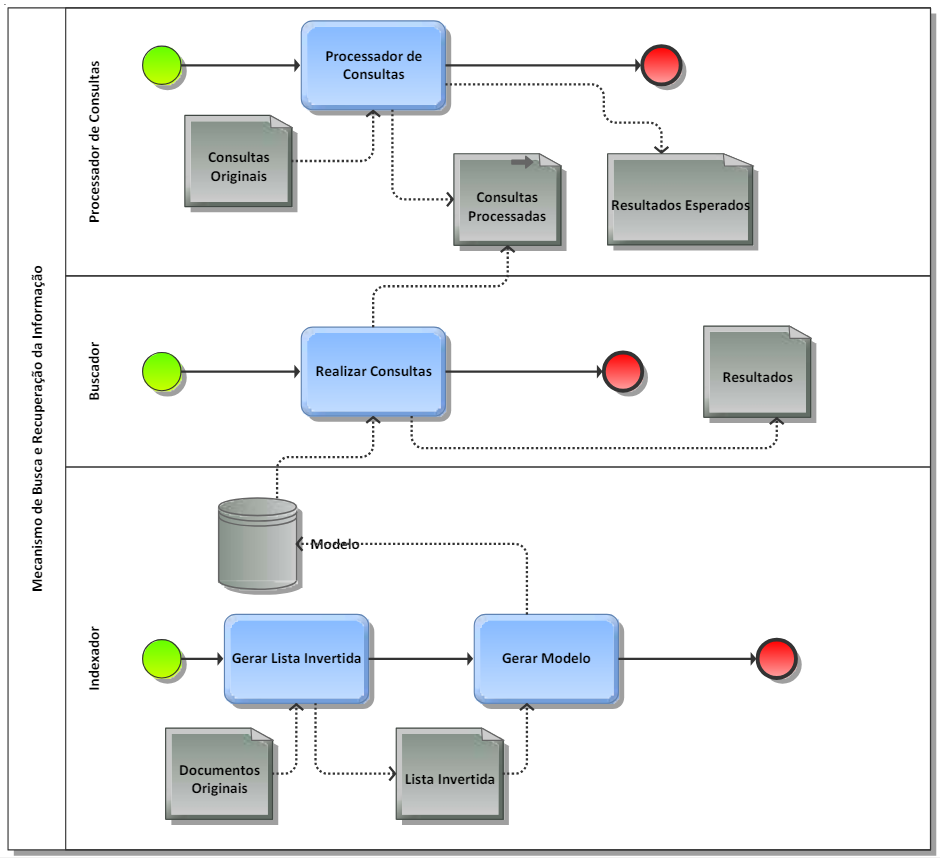 Mecanismo de Busca e Recuperação da Informação
Processador de Consultas
Processador de
Consultas
Consultas
Originais
Consultas
Processadas
Resultados Esperados
Buscador
Realizar Consultas
Resultados
Indexador
Modelo
Gerar Lista Invertida
Gerar Modelo
Documentos
Originais
Lista Invertida